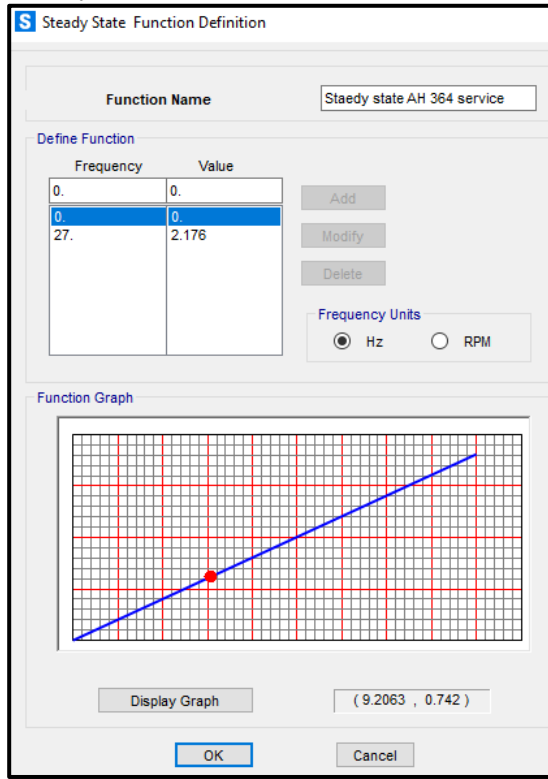 S Steady State Function Definition
Function Name
Staedy state AH 364 service
Define Function
Frequency Value
0. 0.
Add
0. 0.
27. 2.176
Modify
Delete
Frequency Units
Hz RPM
Function Graph
Display Graph
( 9.2063 , 0.742 )
OK Cancel